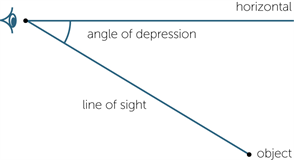 horizontal
angle of depression
line of sight
object